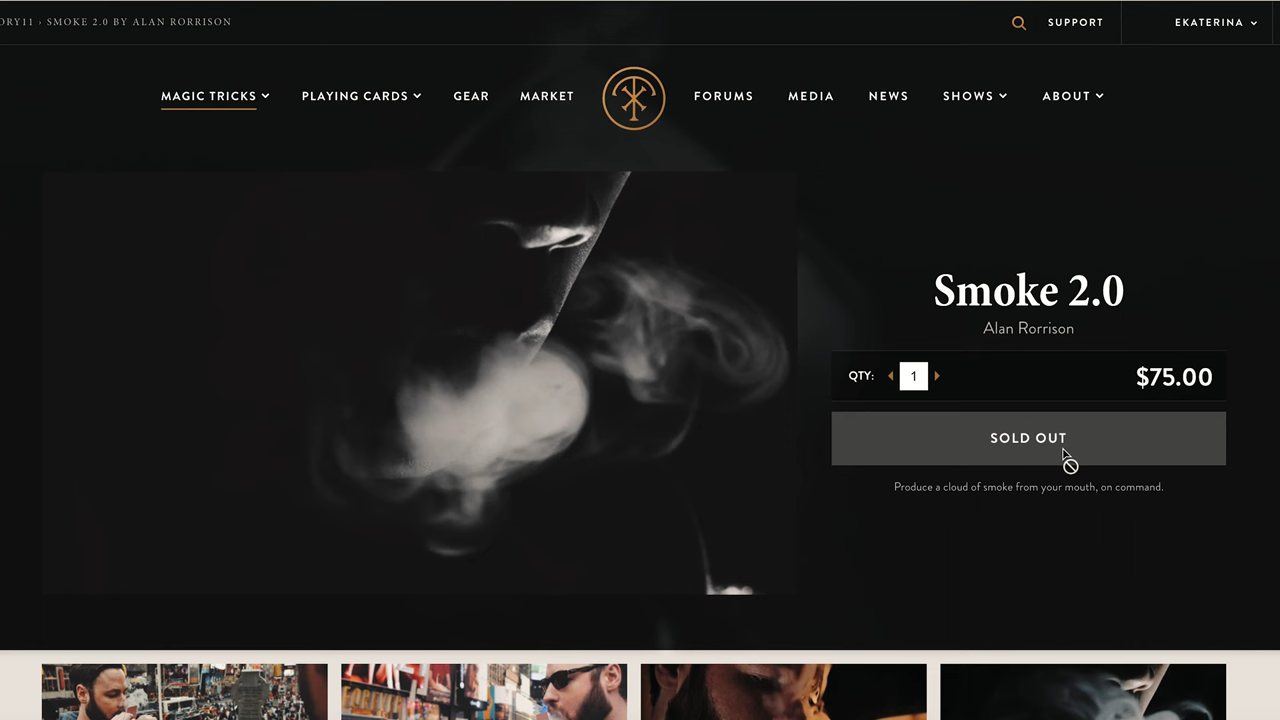 ORY11 › SMOKE 2.0 BY ALAN RORRISON
SUPPORT
EKATERINA
MAGIC TRICKS
PLAYING CARDS
GEAR
MARKET
FORUMS
MEDIA
NEWS
SHOWS
ABOUT
Smoke 2.0
Alan Rorrison
QTY: 1 $75.00
SOLD OUT
Produce a cloud of smoke from your mouth, on command.